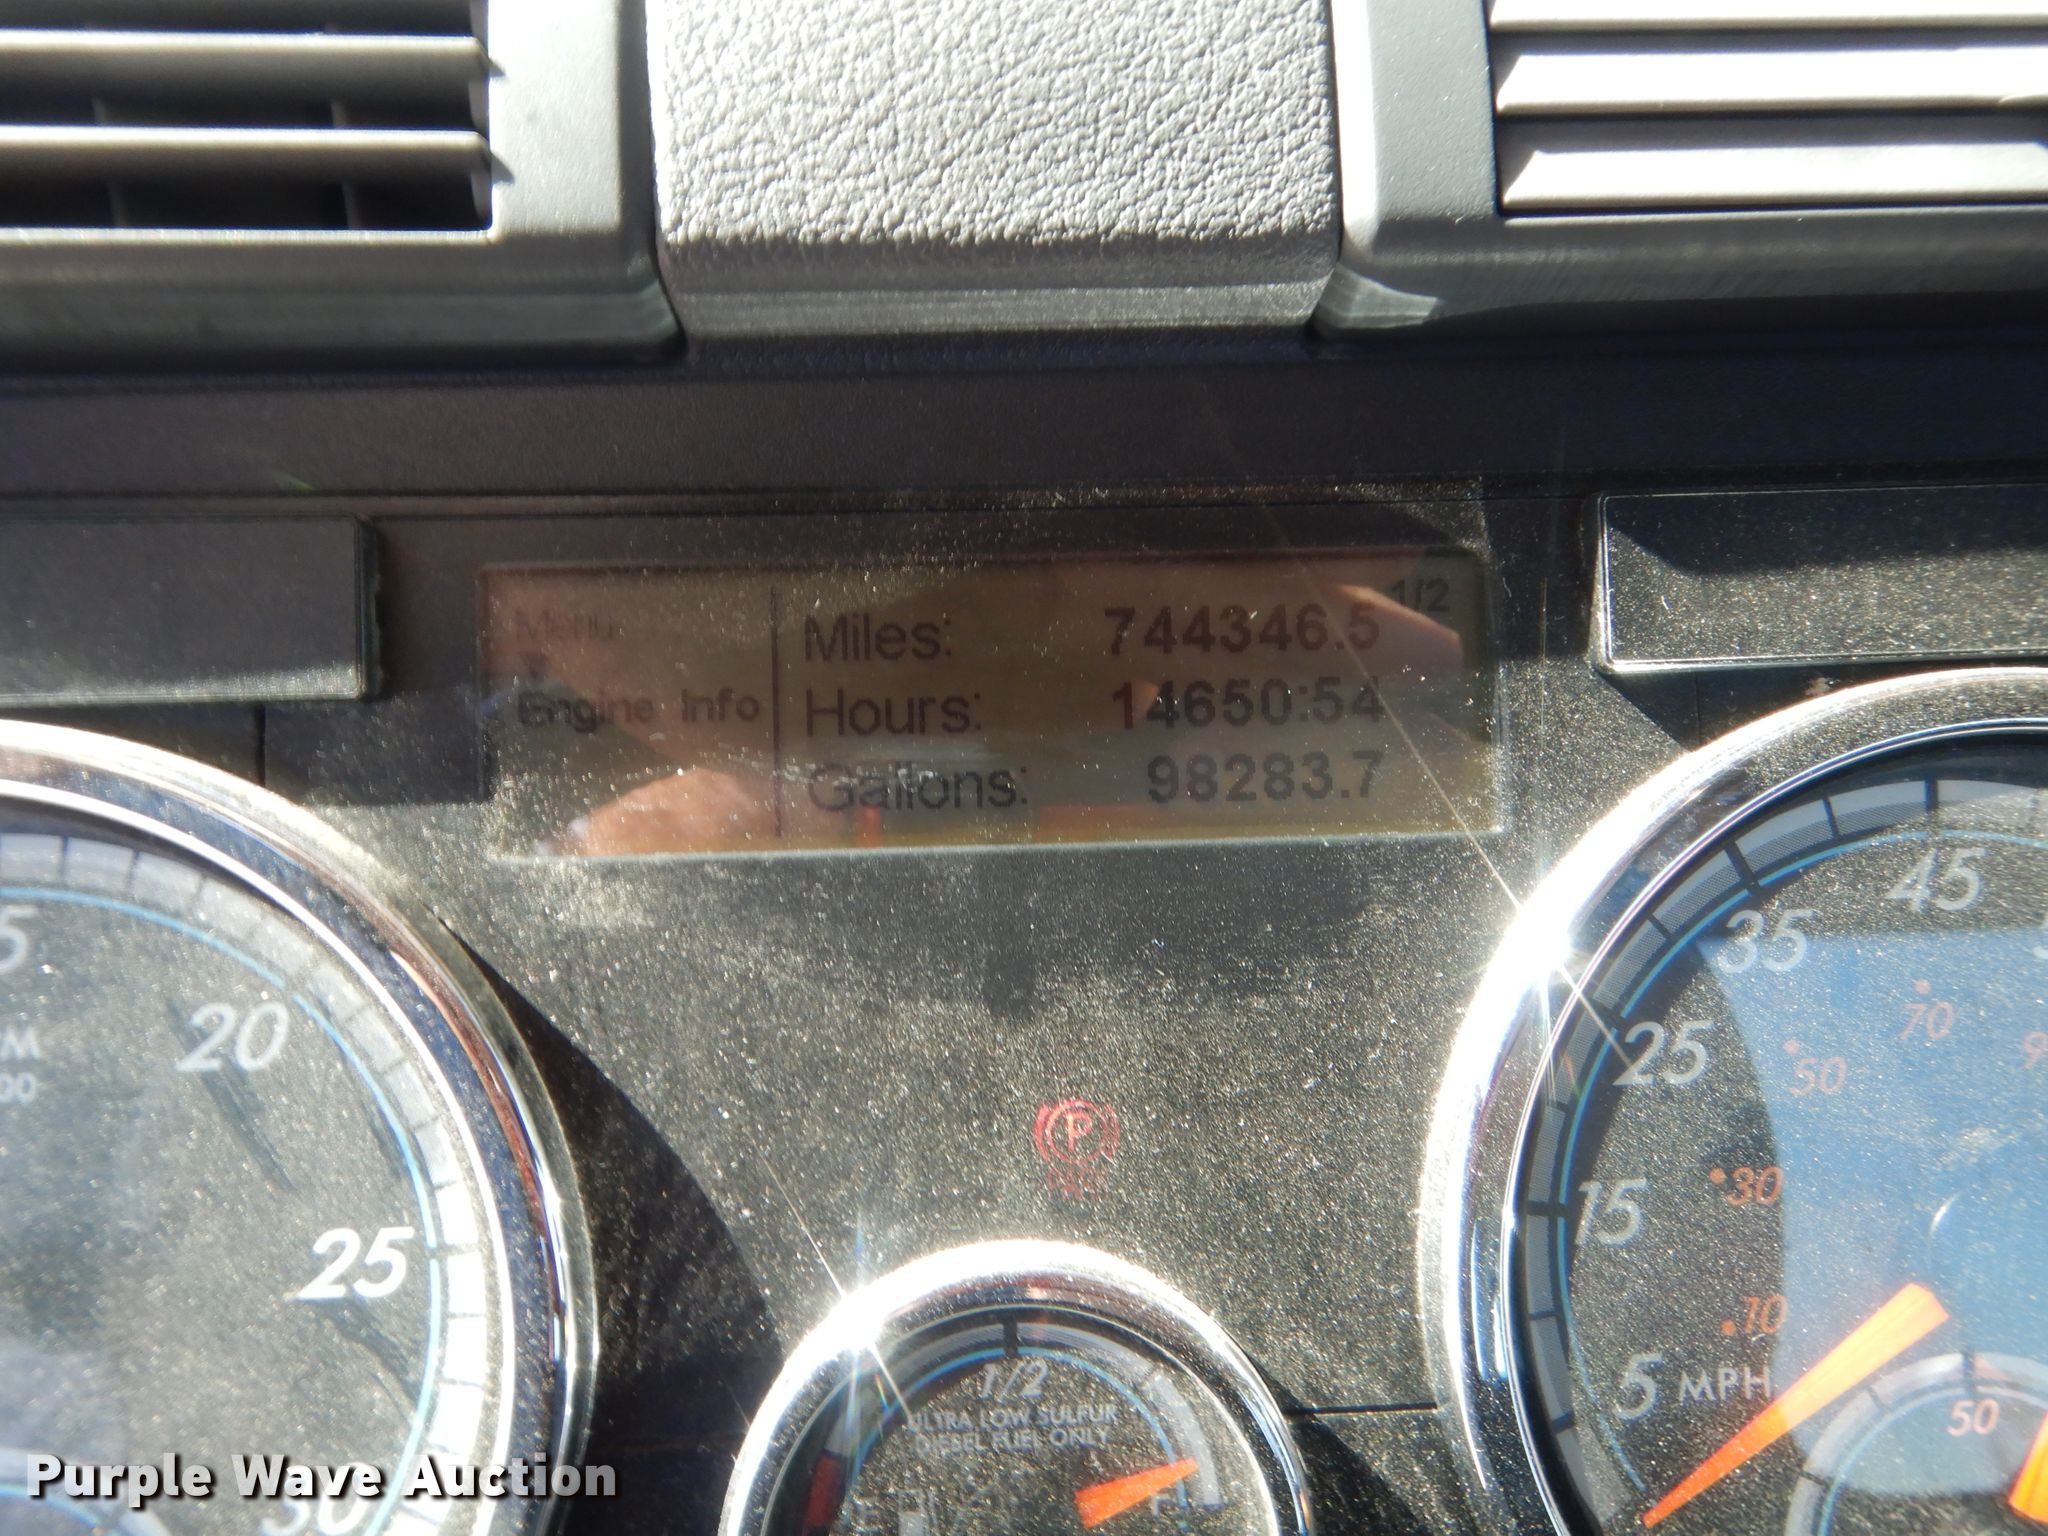 Menu
Engine Info
1/2
Miles: 744346.5
Hours: 14650:54
Gallons: 98283.7
20
25
30
45
35
25
15
5 MPH
70
50
30
10
50
P
PARK
1/2
ULTRA LOW SULFUR
DIESEL FUEL ONLY
E
F
Purple Wave Auction